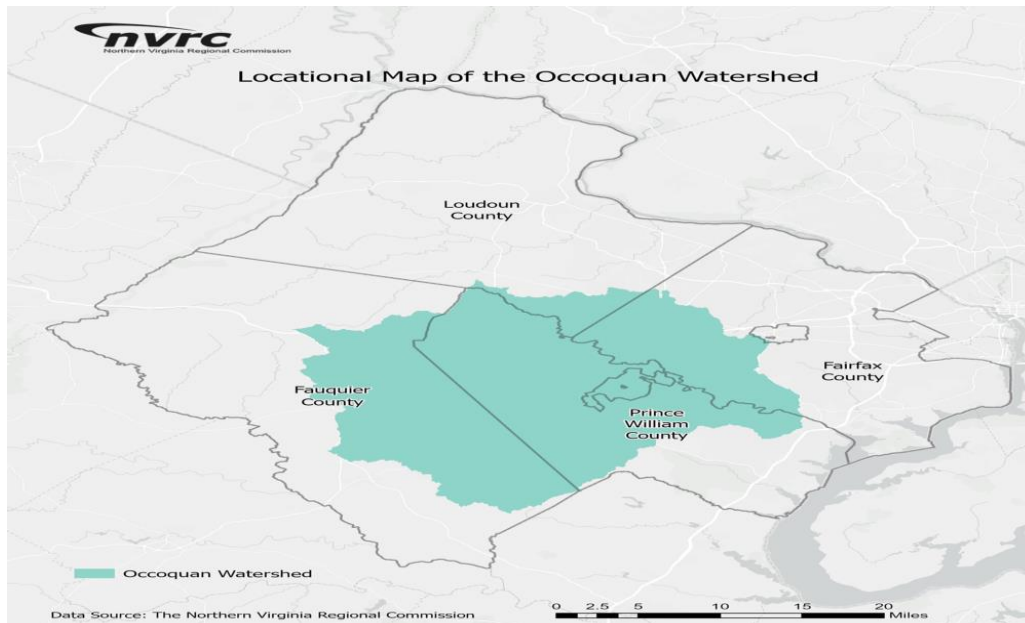 nvrc
Northern Virginia Regional Commission
Locational Map of the Occoquan Watershed
Loudoun
County
Fairfax
County
Fauquier
County
Prince
William
County
Occoquan Watershed
Data Source: The Northern Virginia Regional Commission
0 2.5 5 10 15 20
Miles